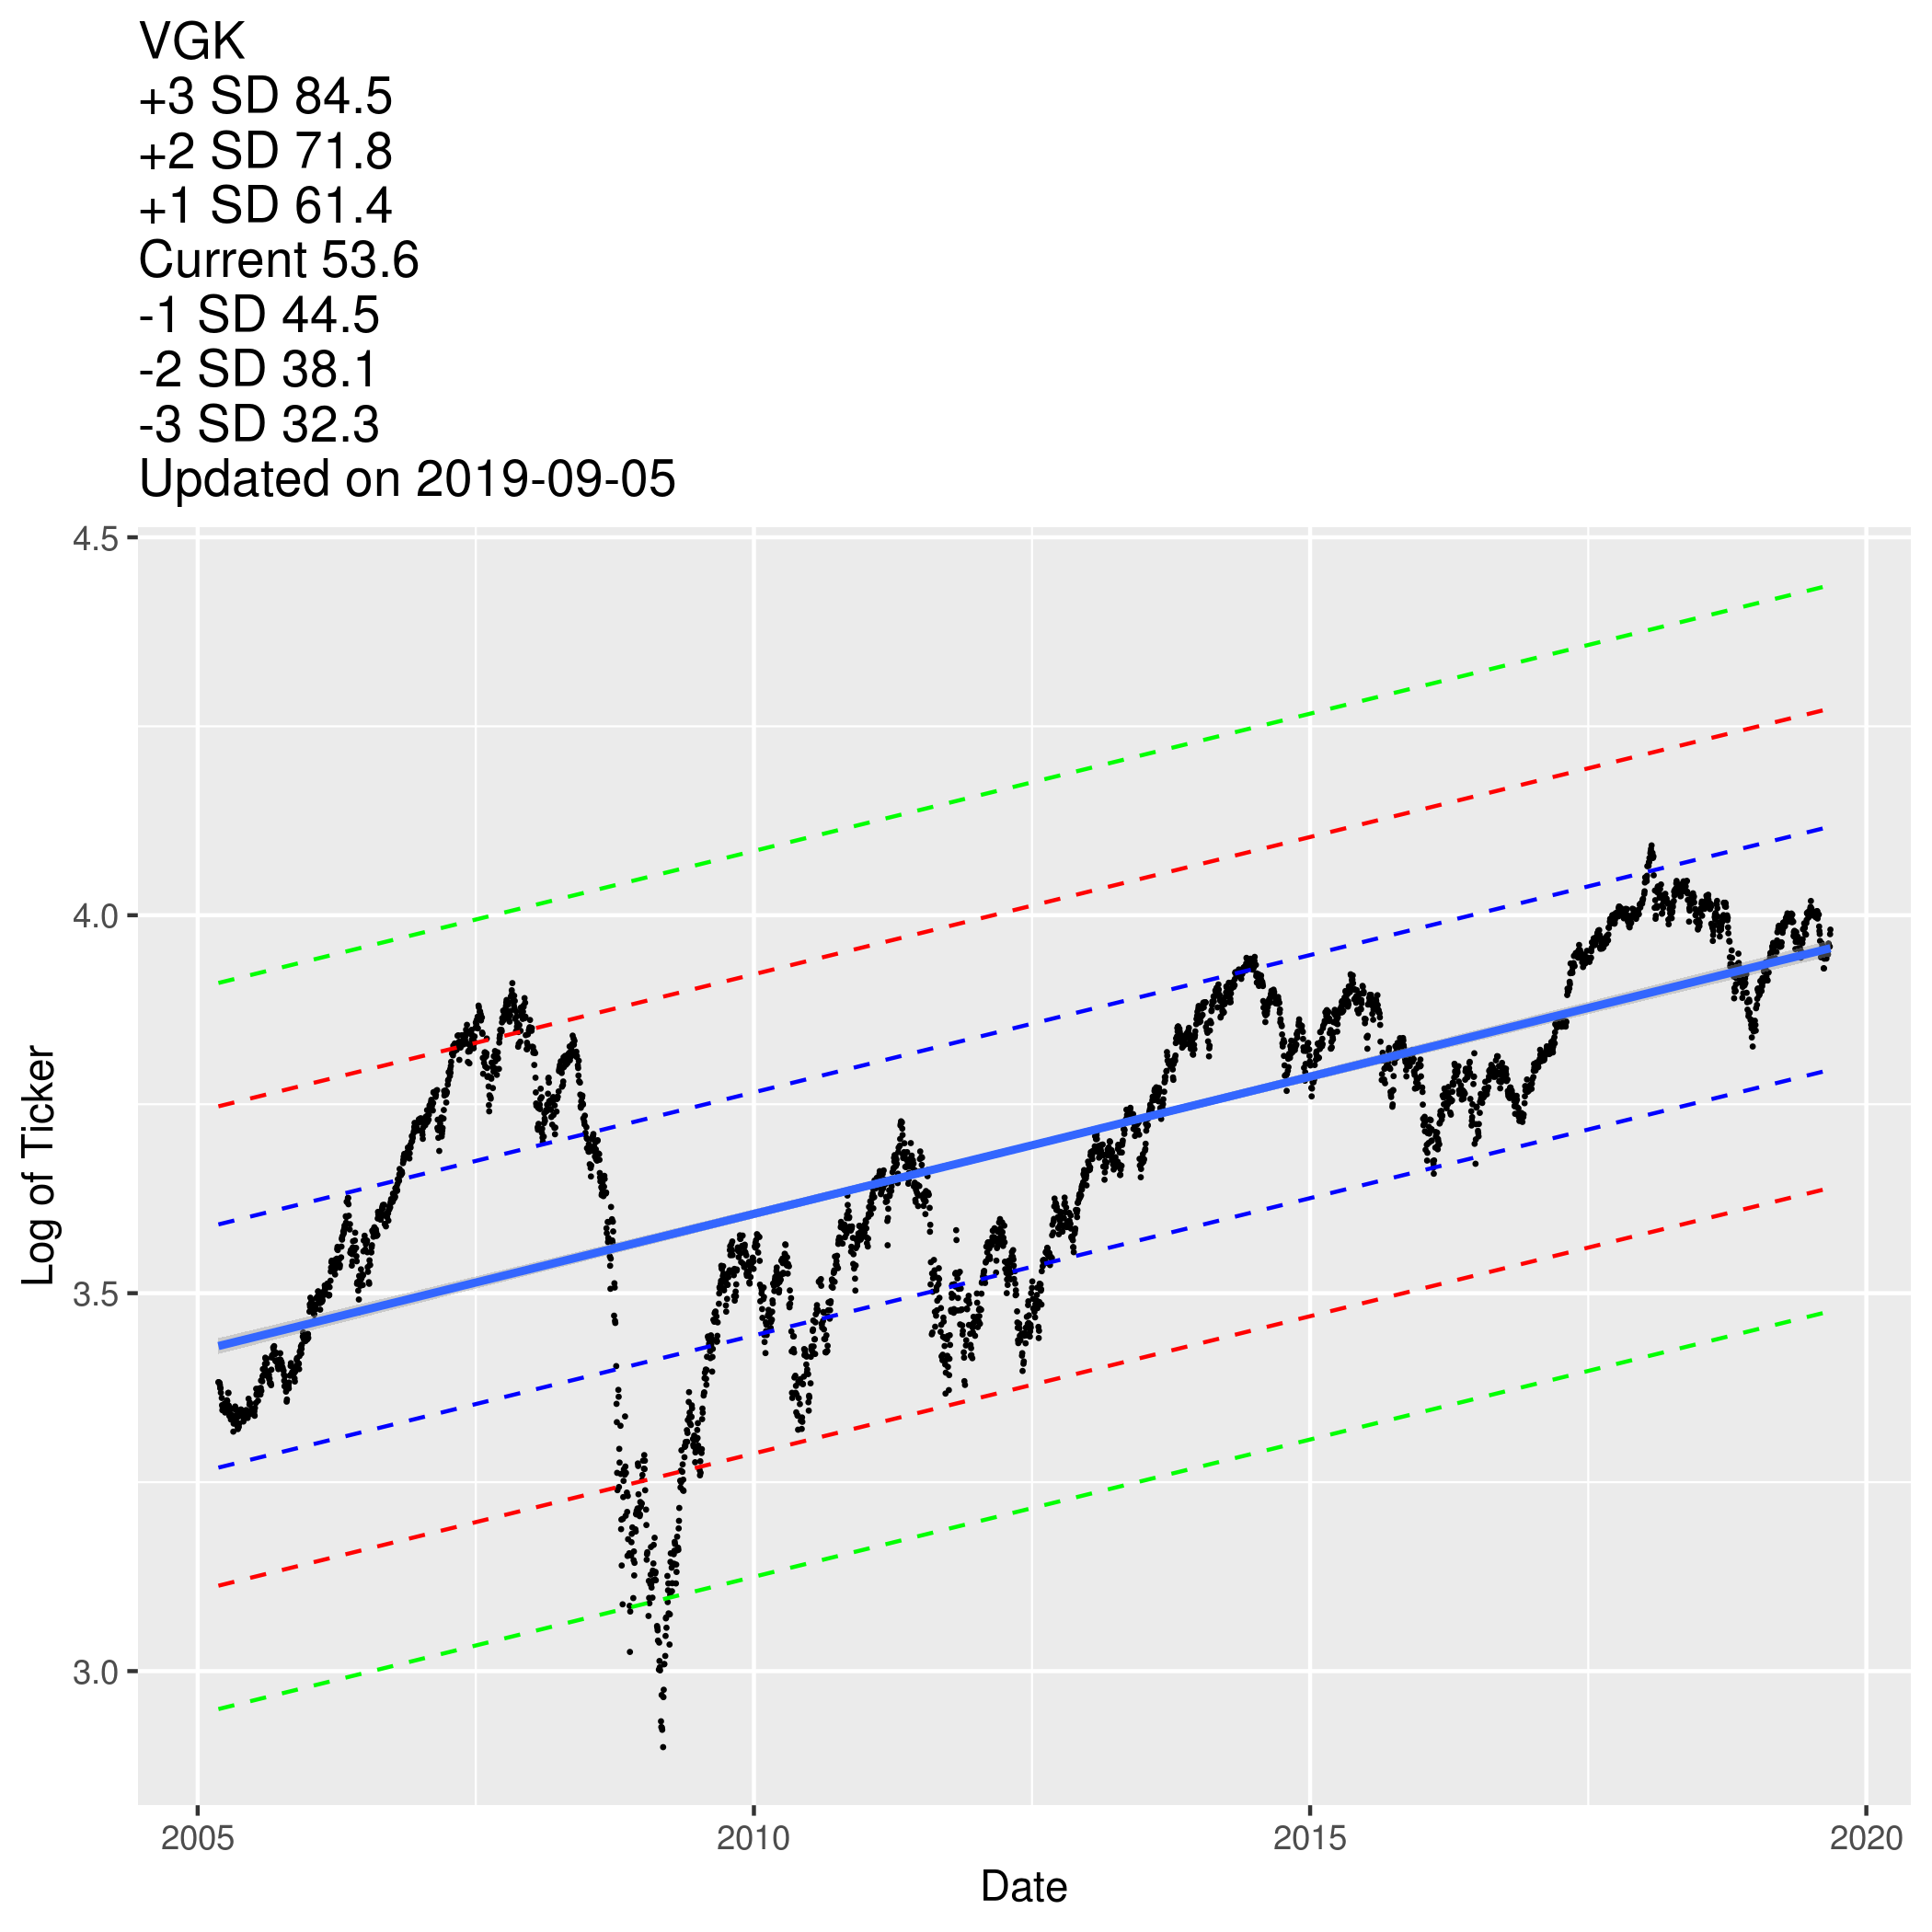 VGK
+3 SD 84.5
+2 SD 71.8
+1 SD 61.4
Current 53.6
-1 SD 44.5
-2 SD 38.1
-3 SD 32.3
Updated on 2019-09-05
4.5
4.0
3.5
3.0
Log of Ticker
2005 2010 2015 2020
Date